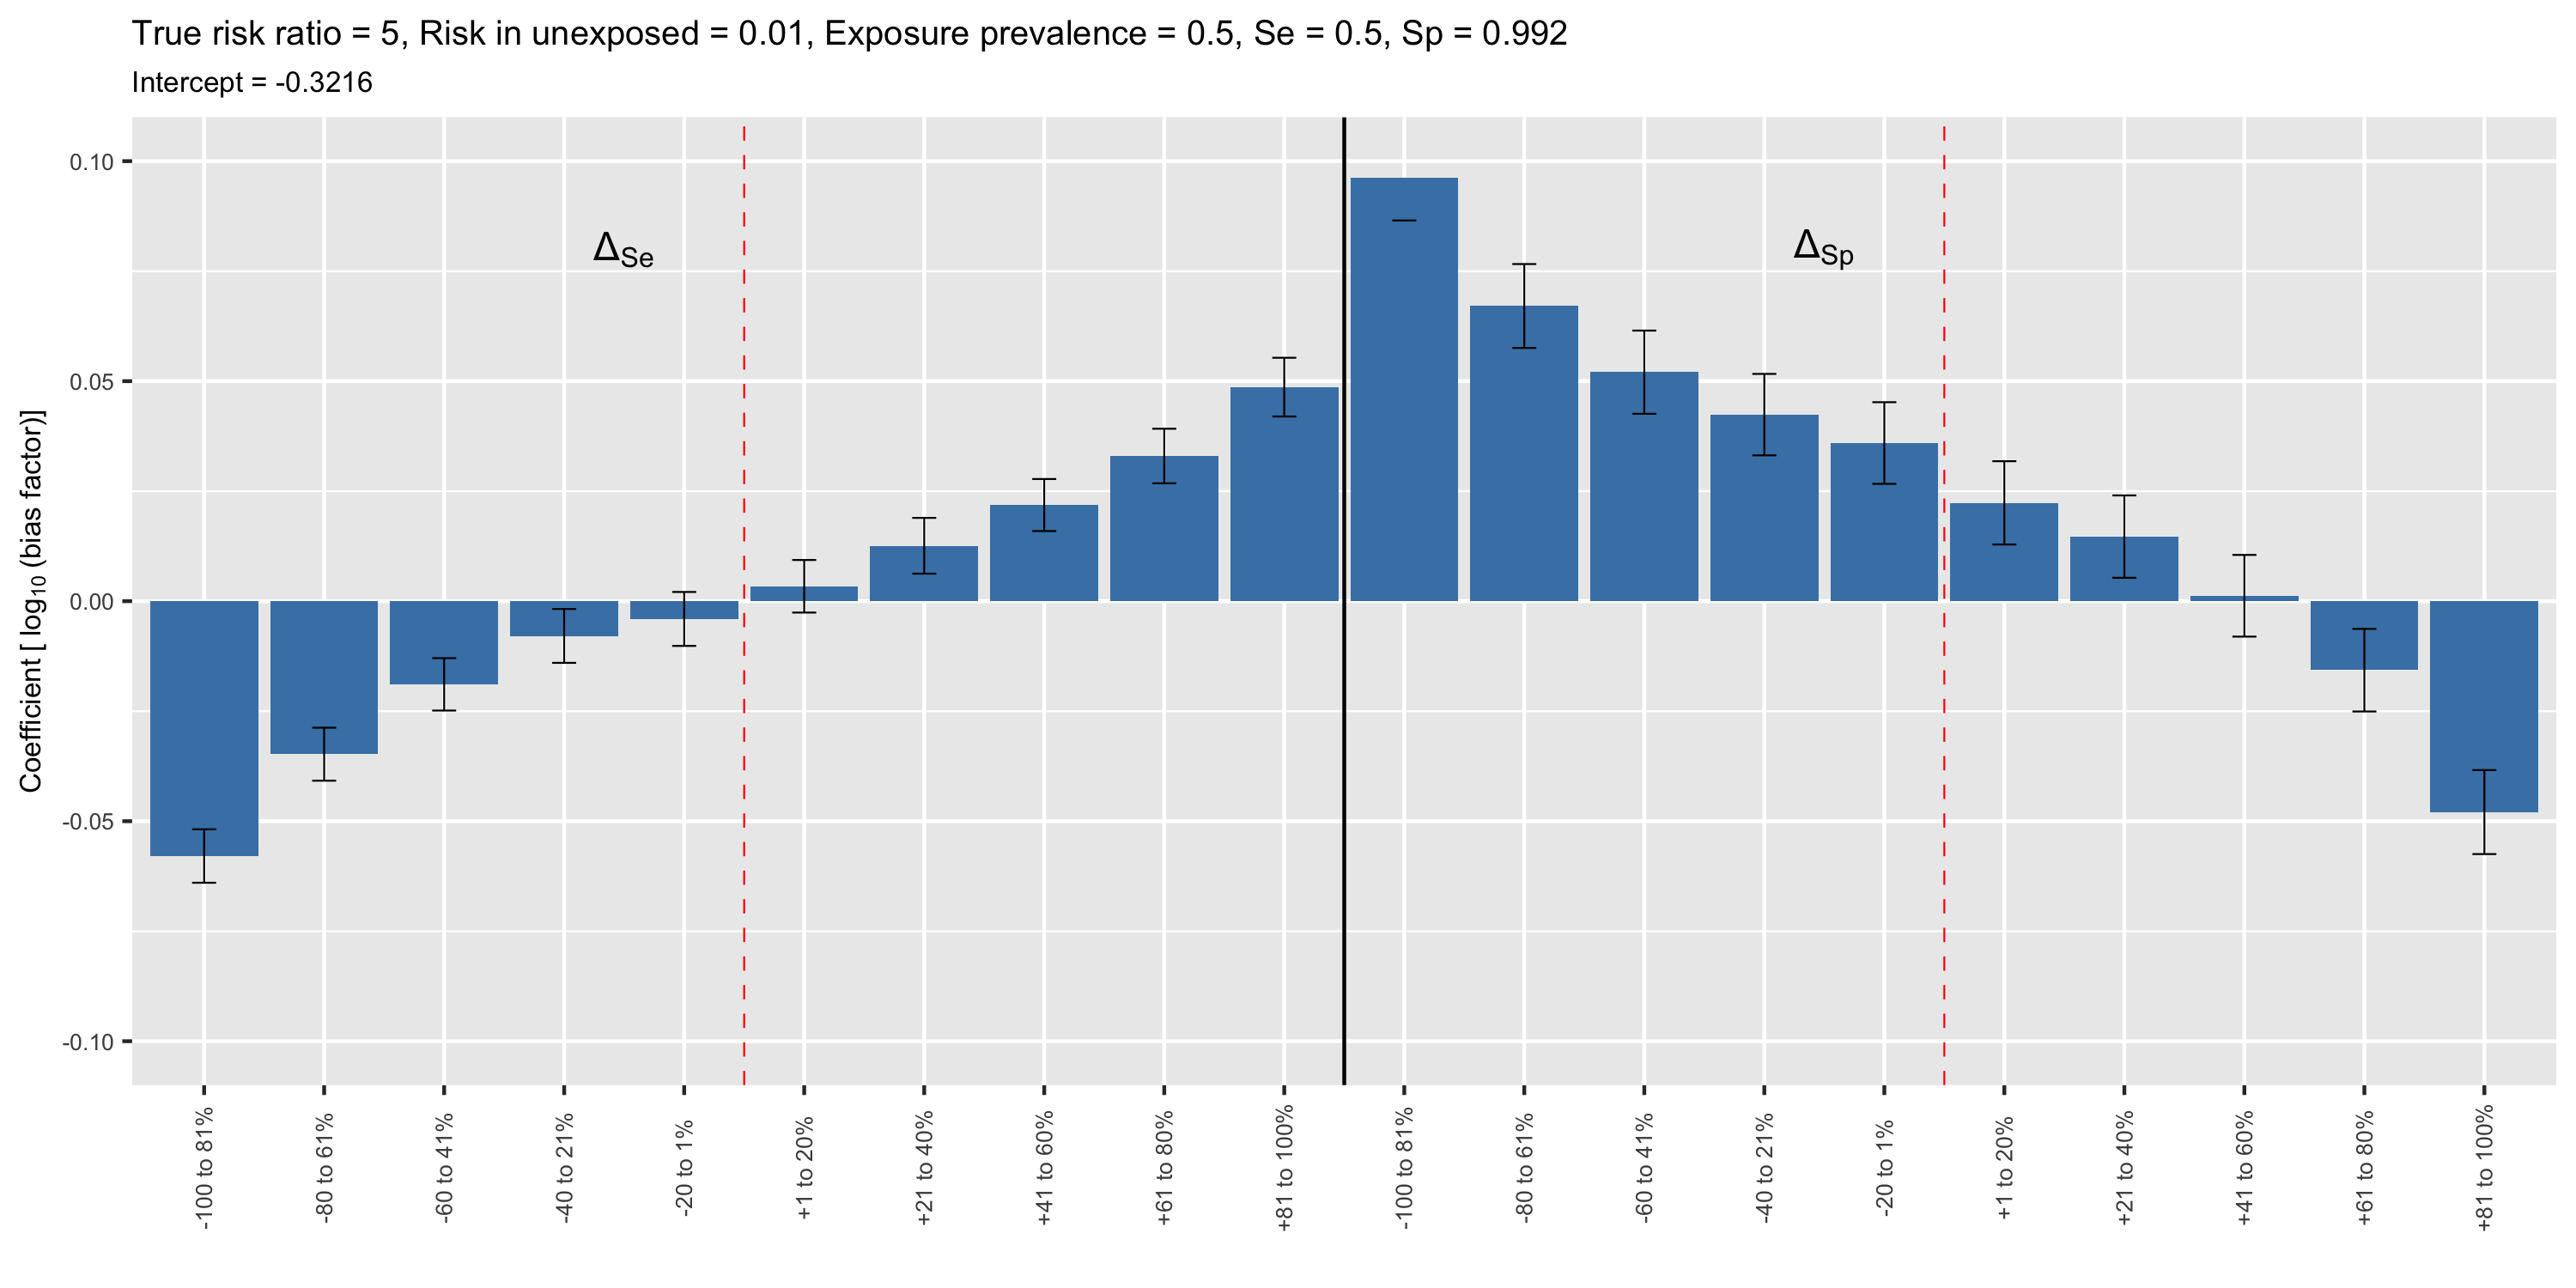 True risk ratio = 5, Risk in unexposed = 0.01, Exposure prevalence = 0.5, Se = 0.5, Sp = 0.992
Intercept = -0.3216
Coefficient [ log10 (bias factor)]
0.10
0.05
0.00
-0.05
-0.10
ΔSe
ΔSp
-100 to 81%
-80 to 61%
-60 to 41%
-40 to 21%
-20 to 1%
+1 to 20%
+21 to 40%
+41 to 60%
+61 to 80%
+81 to 100%
-100 to 81%
-80 to 61%
-60 to 41%
-40 to 21%
-20 to 1%
+1 to 20%
+21 to 40%
+41 to 60%
+61 to 80%
+81 to 100%